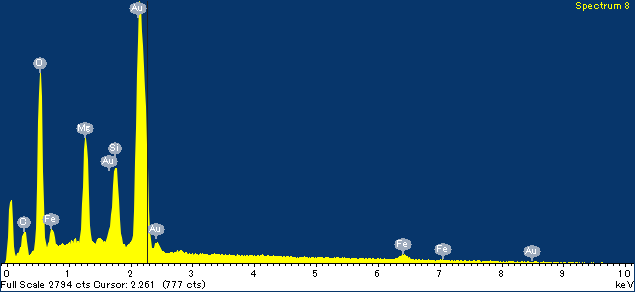 Spectrum 8
Au
O
Mg
Si
Au
C
Fe
Au
Fe
Fe
Au
0 1 2 3 4 5 6 7 8 9 10
Full Scale 2794 cts Cursor: 2.261 (777 cts) keV